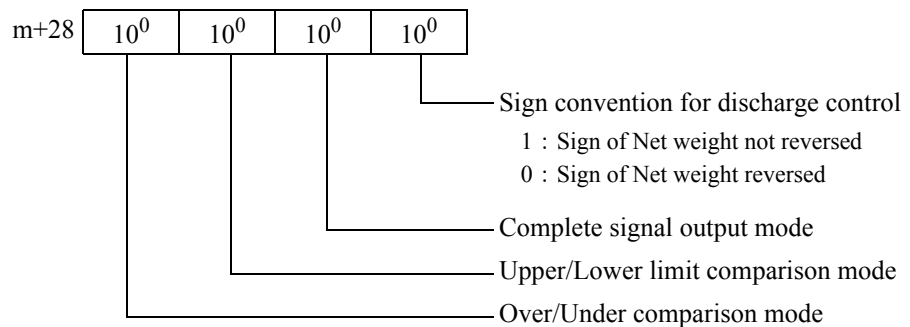 m+28 10⁰ 10⁰ 10⁰ 10⁰
Sign convention for discharge control
1 : Sign of Net weight not reversed
0 : Sign of Net weight reversed
Complete signal output mode
Upper/Lower limit comparison mode
Over/Under comparison mode